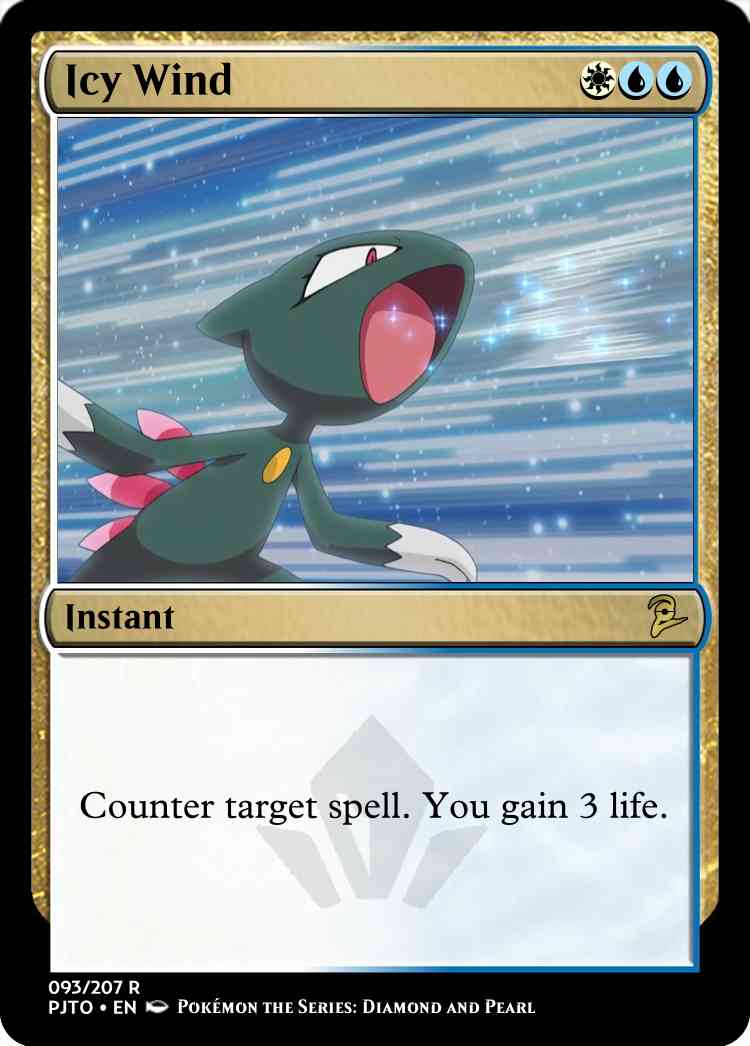 Icy Wind
Instant
Counter target spell. You gain 3 life.
093/207 R
PJTO • EN Pokémon the Series: Diamond and Pearl